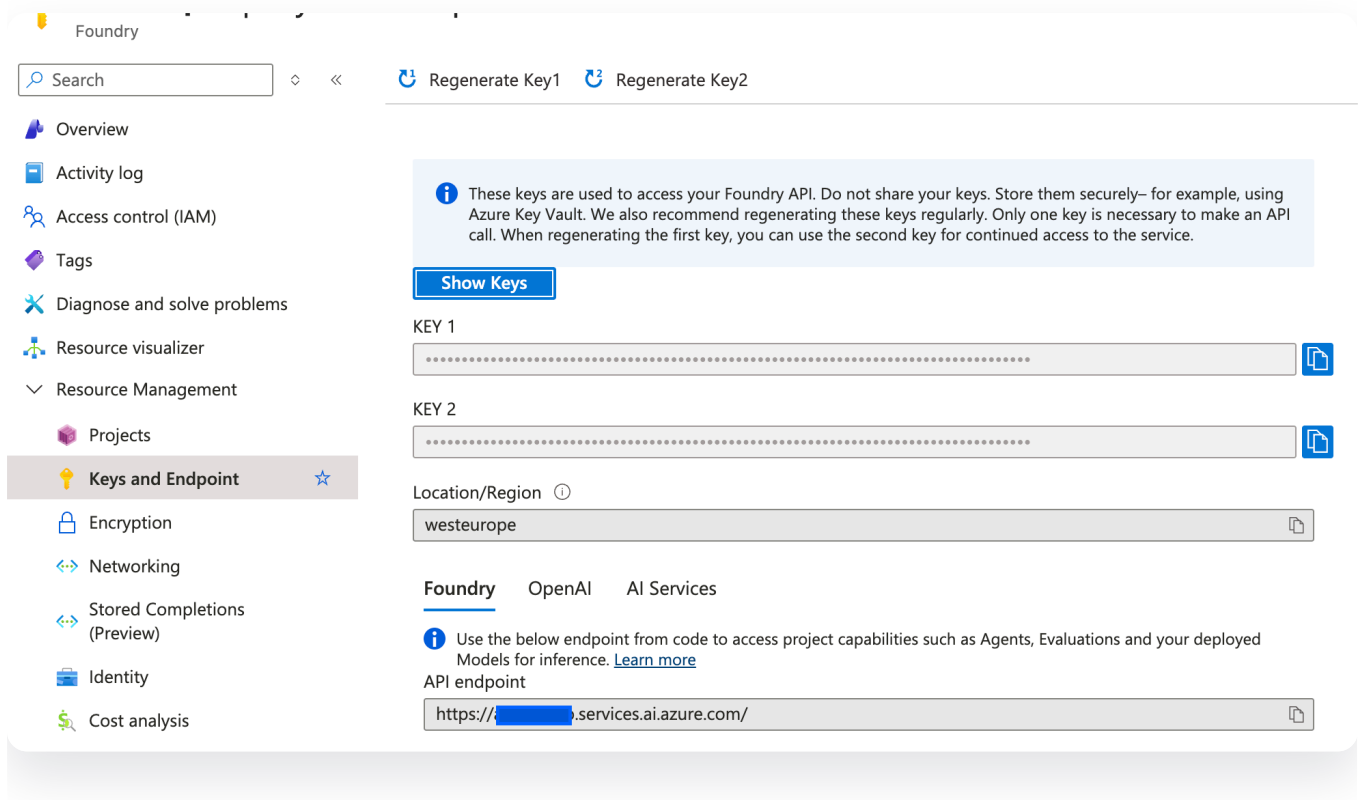 Foundry
Search
Regenerate Key1
Regenerate Key2
Overview
Activity log
Access control (IAM)
Tags
Diagnose and solve problems
Resource visualizer
Resource Management
Projects
Keys and Endpoint
Encryption
Networking
Stored Completions
(Preview)
Identity
Cost analysis
These keys are used to access your Foundry API. Do not share your keys. Store them securely– for example, using
Azure Key Vault. We also recommend regenerating these keys regularly. Only one key is necessary to make an API
call. When regenerating the first key, you can use the second key for continued access to the service.
Show Keys
KEY 1
KEY 2
Location/Region
westeurope
Foundry OpenAI AI Services
Use the below endpoint from code to access project capabilities such as Agents, Evaluations and your deployed
Models for inference. Learn more
API endpoint
https:// .services.ai.azure.com/